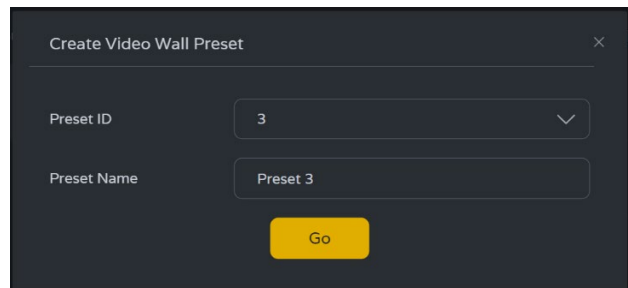 Create Video Wall Preset
Preset ID 3
Preset Name Preset 3
Go